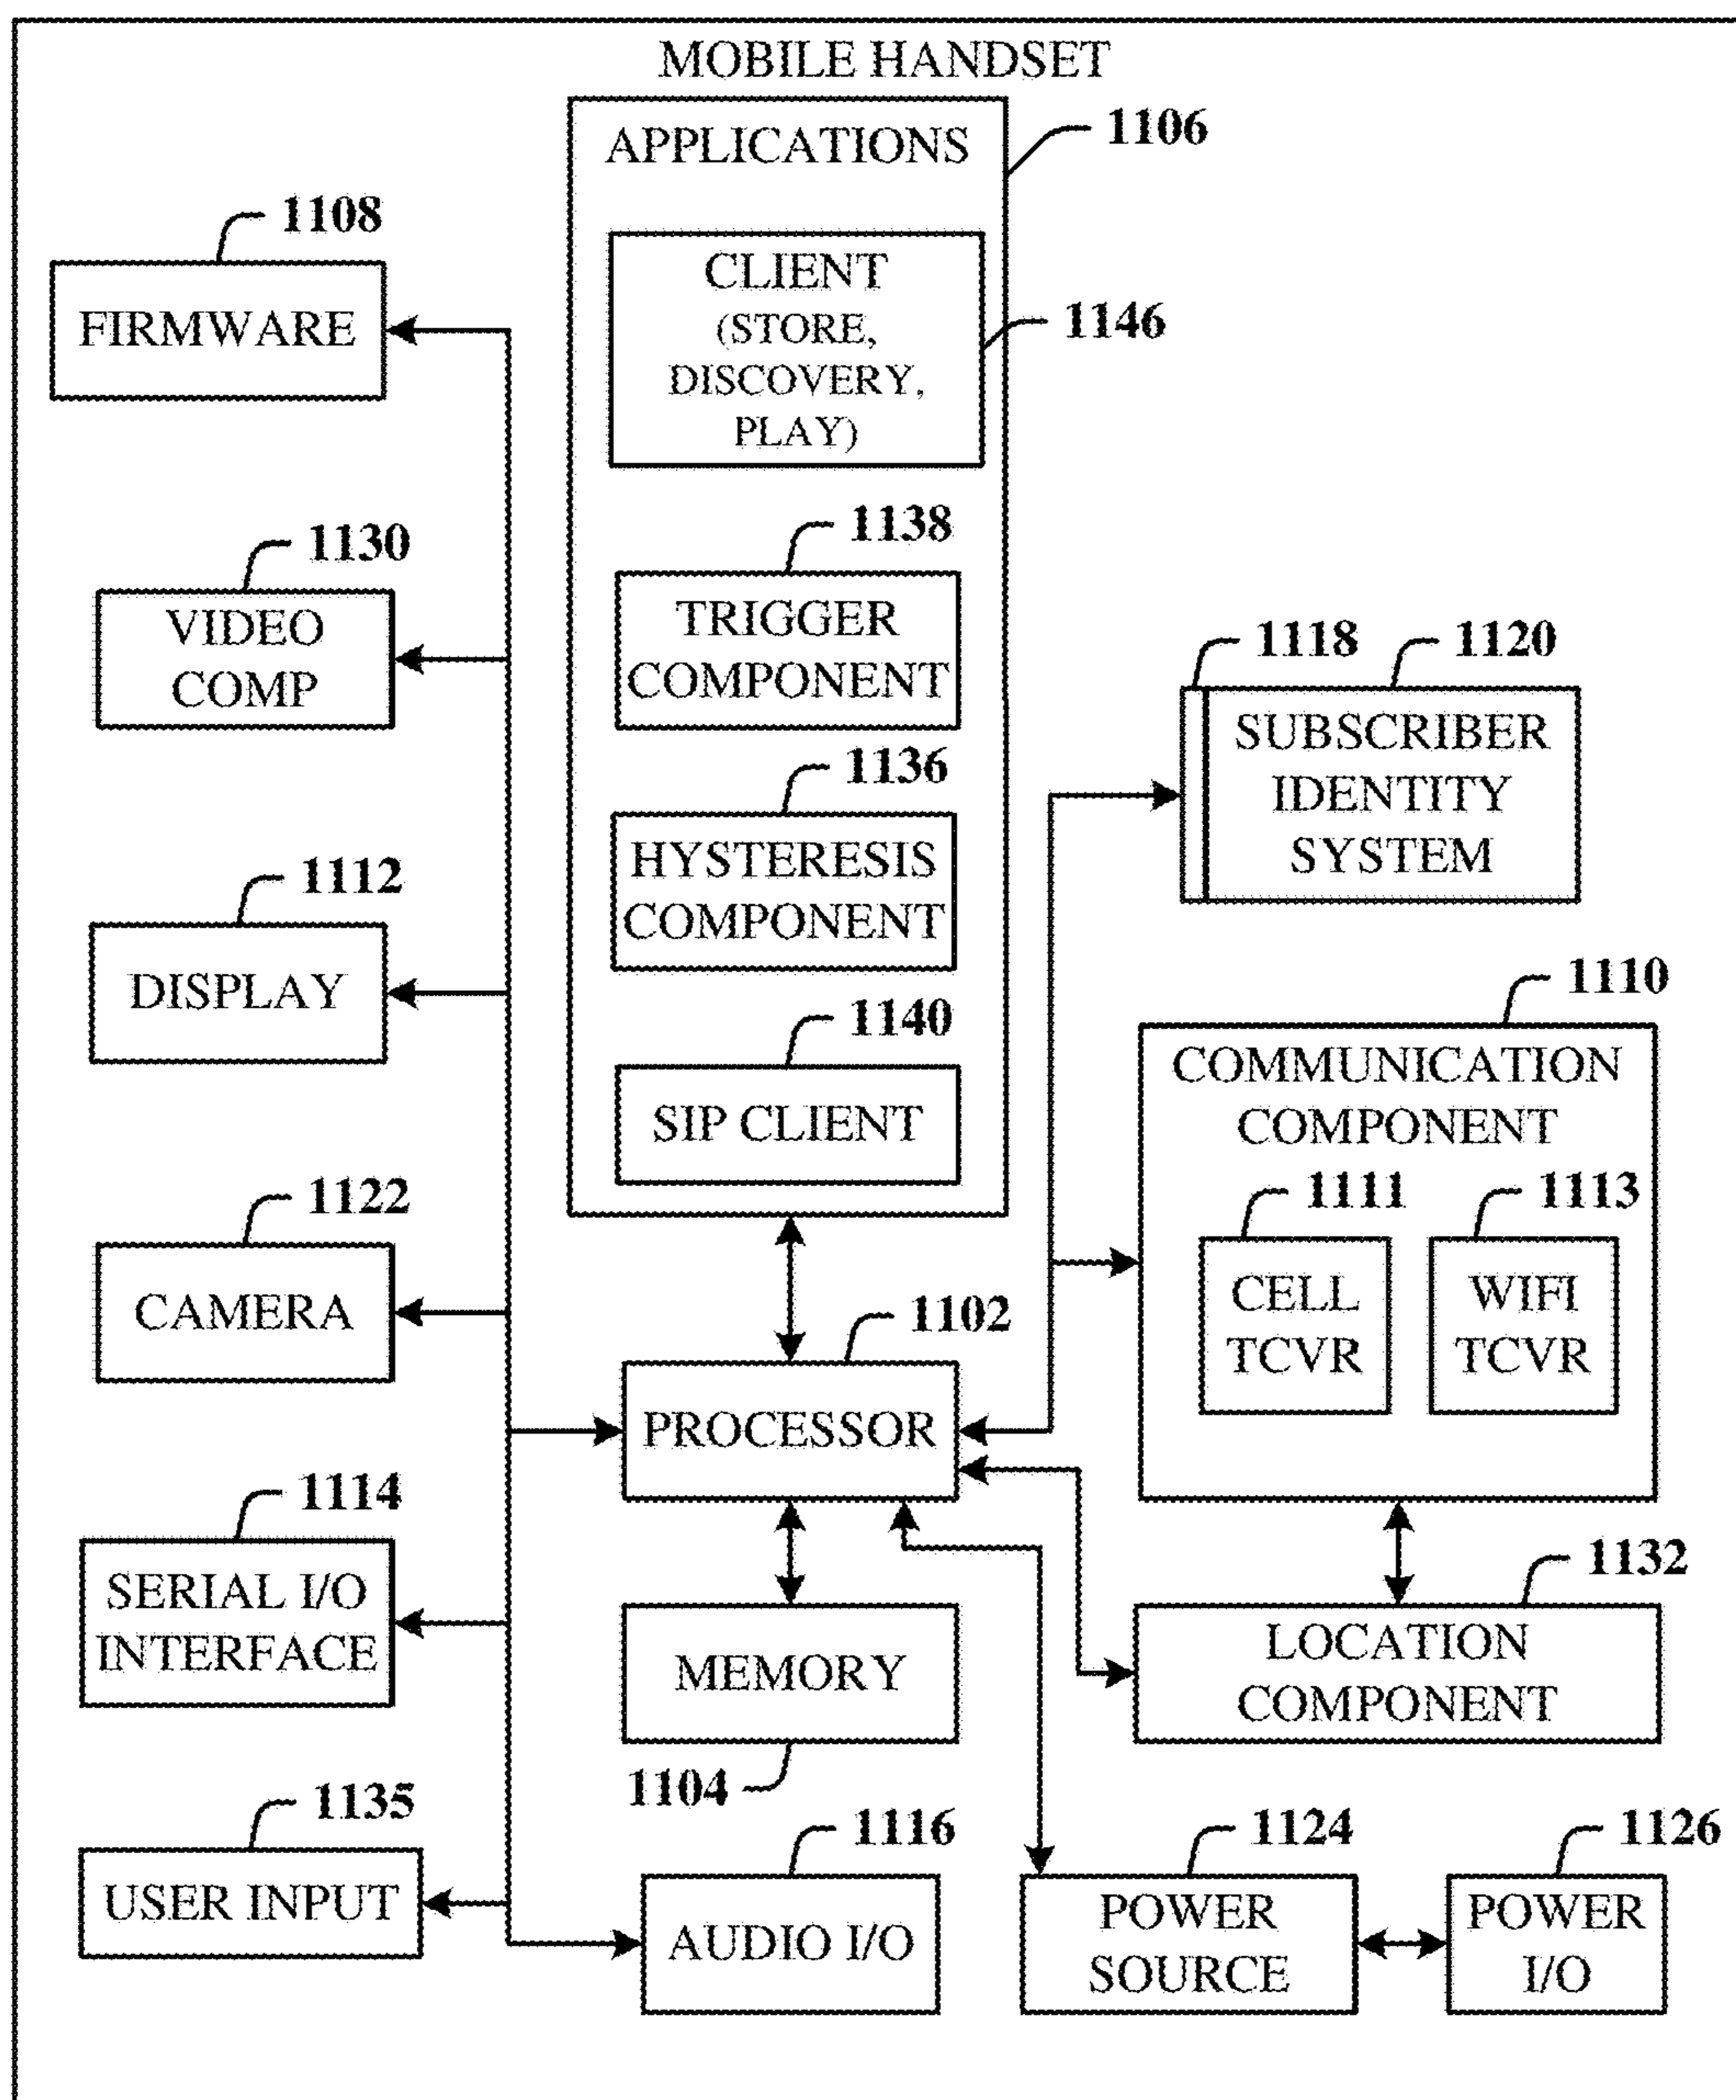 MOBILE HANDSET
APPLICATIONS
1106
CLIENT
(STORE,
DISCOVERY,
PLAY)
1146
1138
TRIGGER
COMPONENT
1136
HYSTERESIS
COMPONENT
1140
SIP CLIENT
1108
FIRMWARE
1130
VIDEO
COMP
1112
DISPLAY
1122
CAMERA
1114
SERIAL I/O
INTERFACE
1135
USER INPUT
1102
PROCESSOR
MEMORY
1104
1116
AUDIO I/O
1118
1120
SUBSCRIBER
IDENTITY
SYSTEM
1110
COMMUNICATION
COMPONENT
1111
CELL
TCVR
1113
WIFI
TCVR
1132
LOCATION
COMPONENT
1124
POWER
SOURCE
1126
POWER
I/O